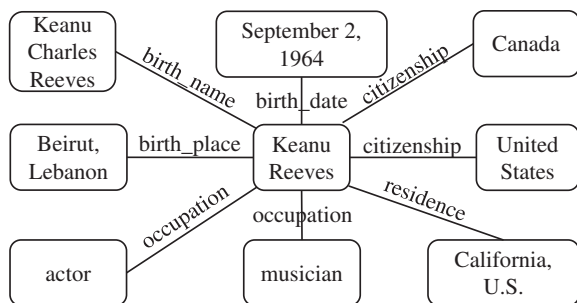 Keanu
Charles
Reeves
September 2,
1964
Canada
birth_name
birth_date
citizenship
Beirut,
Lebanon
birth_place
Keanu
Reeves
citizenship
United
States
occupation
occupation
residence
actor
musician
California,
U.S.